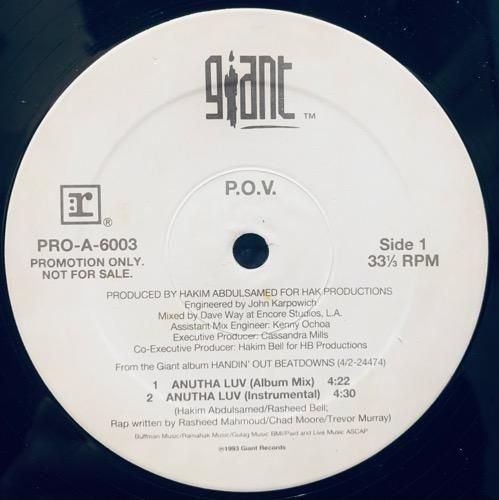 giant ™
P.O.V.
r ®
PRO-A-6003
PROMOTION ONLY.
NOT FOR SALE.
Side 1
33⅓ RPM
PRODUCED BY HAKIM ABDULSAMED FOR HAK PRODUCTIONS
Engineered by John Karpowich
Mixed by Dave Way at Encore Studios, L.A.
Assistant Mix Engineer: Kenny Ochoa
Executive Producer: Cassandra Mills
Co-Executive Producer: Hakim Bell for HB Productions
From the Giant album HANDIN' OUT BEATDOWNS (4/2-24474)
1 ANUTHA LUV (Album Mix) 4:22
2 ANUTHA LUV (Instrumental) 4:30
(Hakim Abdulsamed/Rasheed Bell;
Rap written by Rasheed Mahmoud/Chad Moore/Trevor Murray)
Buffman Music/Ramahak Music/Gulag Music BMI/Paid and Live Music ASCAP
℗1993 Giant Records